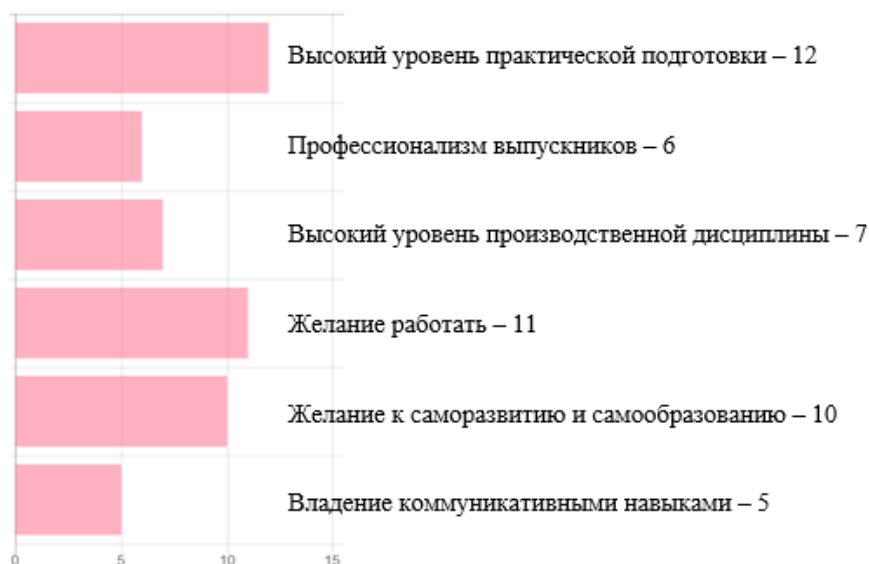 Высокий уровень практической подготовки – 12
Профессионализм выпускников – 6
Высокий уровень производственной дисциплины – 7
Желание работать – 11
Желание к саморазвитию и самообразованию – 10
Владение коммуникативными навыками – 5
0 5 10 15